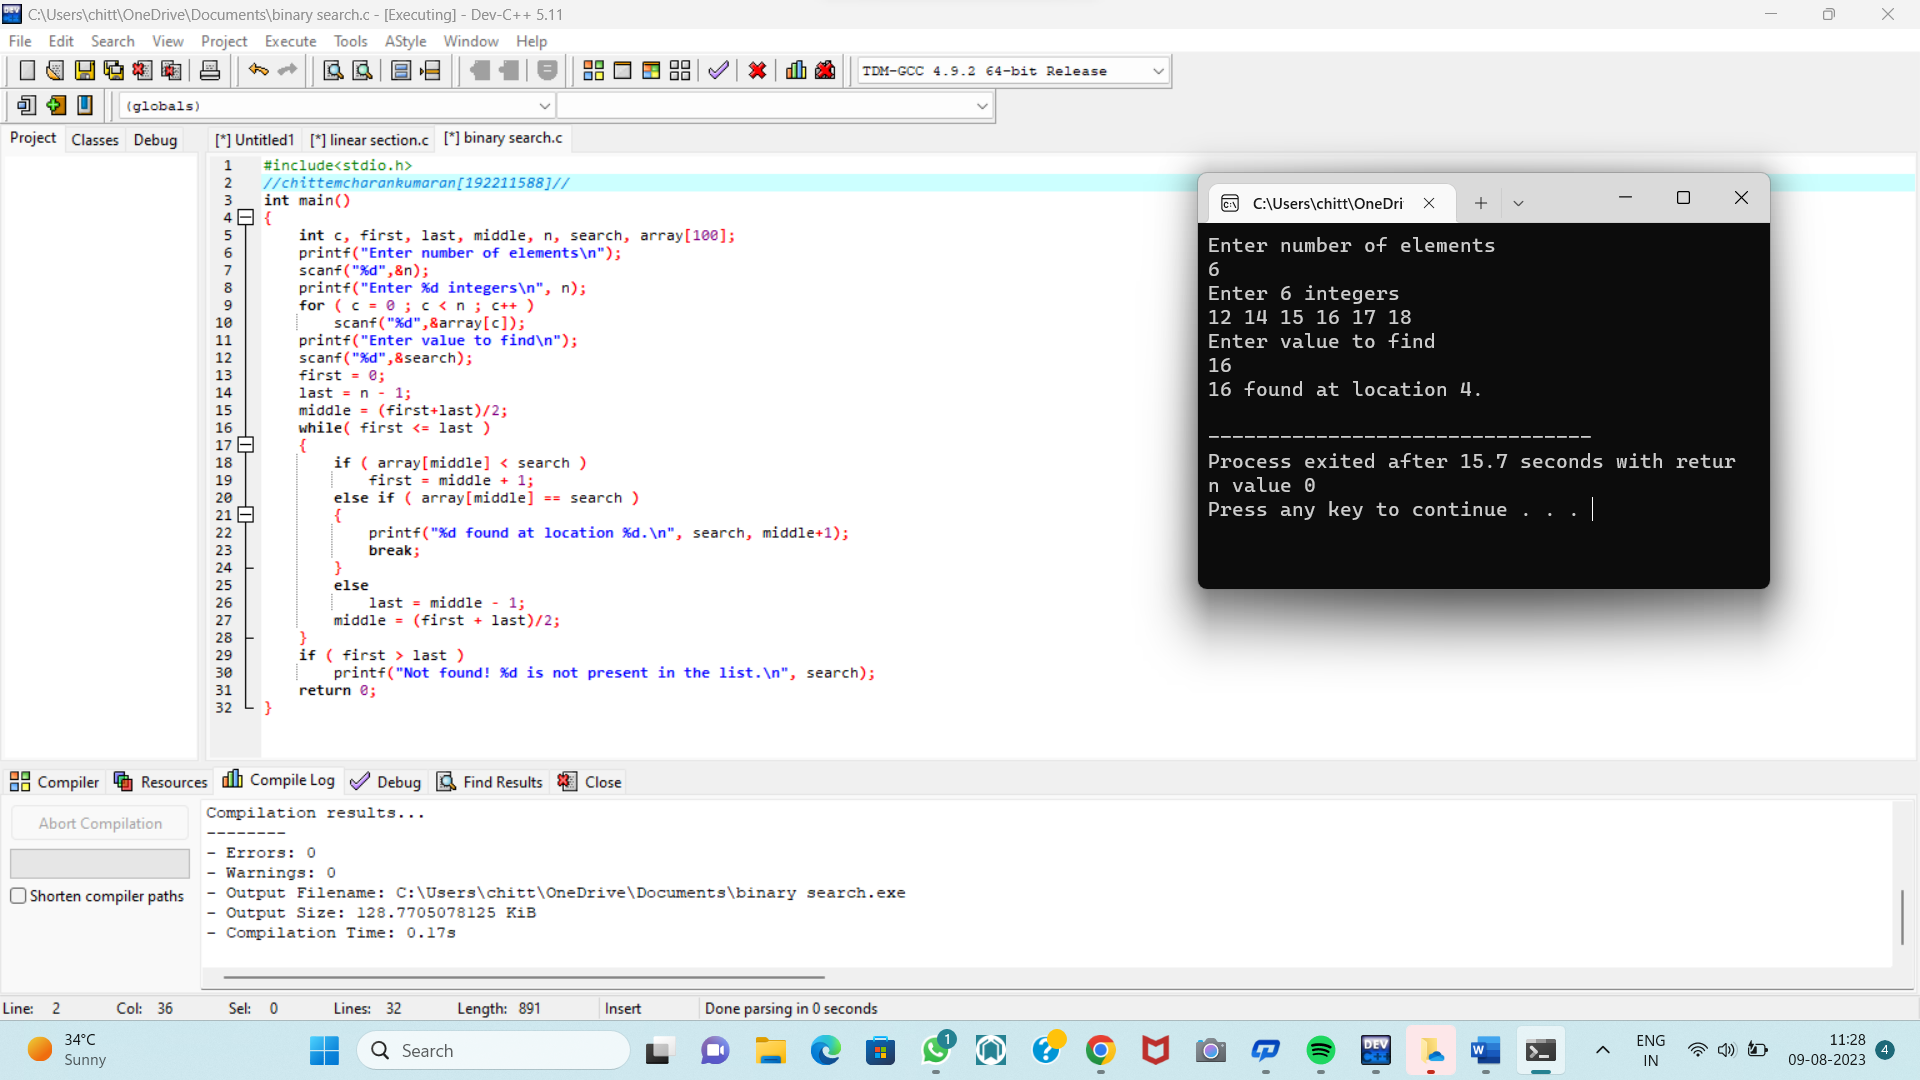 C:\Users\chitt\OneDrive\Documents\binary search.c - [Executing] - Dev-C++ 5.11
File Edit Search View Project Execute Tools AStyle Window Help
TDM-GCC 4.9.2 64-bit Release
(globals)
Project Classes Debug
[*] Untitled1 [*] linear section.c [*] binary search.c
1 #include<stdio.h>
2 //chittemcharankumaran[192211588]//
3 int main()
4 {
5 int c, first, last, middle, n, search, array[100];
6 printf("Enter number of elements\n");
7 scanf("%d",&n);
8 printf("Enter %d integers\n", n);
9 for ( c = 0 ; c < n ; c++ )
10 scanf("%d",&array[c]);
11 printf("Enter value to find\n");
12 scanf("%d",&search);
13 first = 0;
14 last = n - 1;
15 middle = (first+last)/2;
16 while( first <= last )
17 {
18 if ( array[middle] < search )
19 first = middle + 1;
20 else if ( array[middle] == search )
21 {
22 printf("%d found at location %d.\n", search, middle+1);
23 break;
24 }
25 else
26 last = middle - 1;
27 middle = (first + last)/2;
28 }
29 if ( first > last )
30 printf("Not found! %d is not present in the list.\n", search);
31 return 0;
32 }
C:\Users\chitt\OneDri
Enter number of elements
6
Enter 6 integers
12 14 15 16 17 18
Enter value to find
16
16 found at location 4.
--------------------------------
Process exited after 15.7 seconds with retur
n value 0
Press any key to continue . . .
Compiler Resources Compile Log Debug Find Results Close
Abort Compilation
Shorten compiler paths
Compilation results...
--------
- Errors: 0
- Warnings: 0
- Output Filename: C:\Users\chitt\OneDrive\Documents\binary search.exe
- Output Size: 128.7705078125 KiB
- Compilation Time: 0.17s
Line: 2 Col: 36 Sel: 0 Lines: 32 Length: 891 Insert Done parsing in 0 seconds
34°C
Sunny
Search
1
DEV
C++
W
ENG
IN
11:28
09-08-2023
4